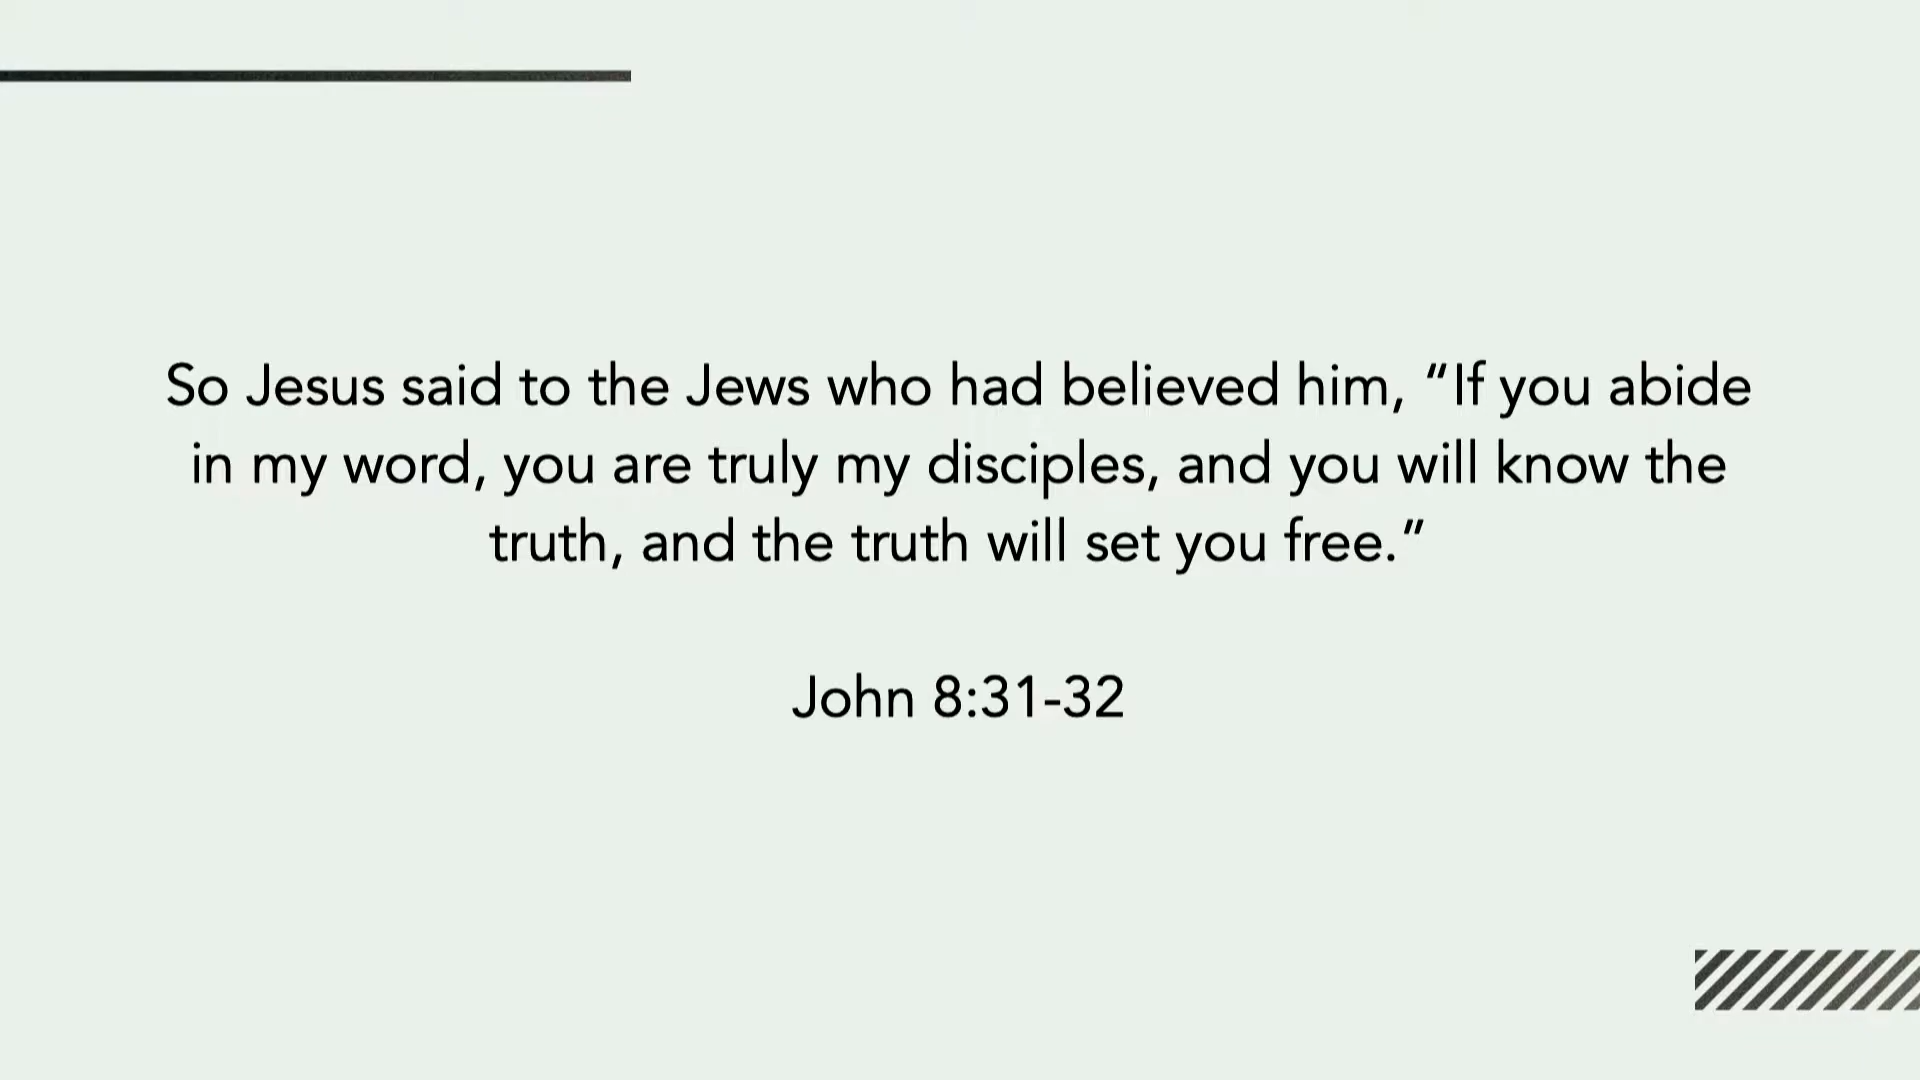 So Jesus said to the Jews who had believed him, “If you abide
in my word, you are truly my disciples, and you will know the
truth, and the truth will set you free.”
John 8:31-32